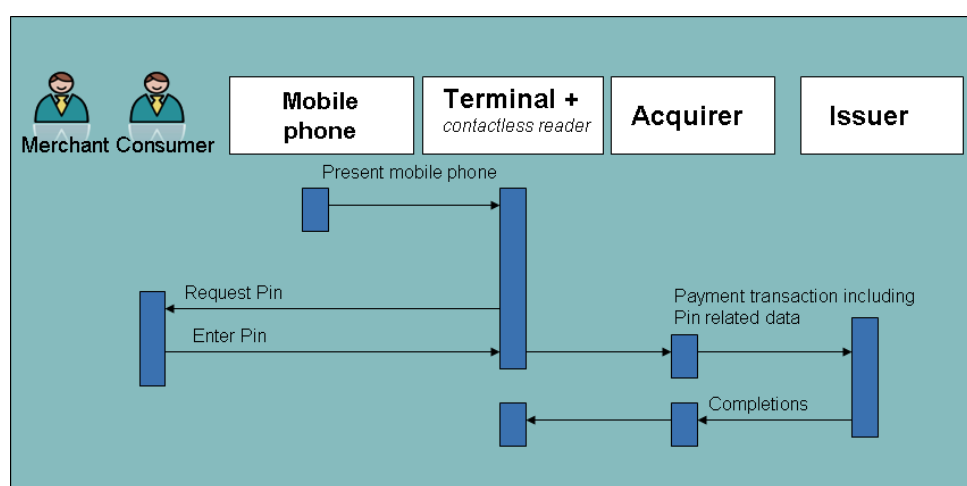 Merchant Consumer
Mobile
phone
Terminal +
contactless reader
Acquirer
Issuer
Present mobile phone
Request Pin
Payment transaction including
Pin related data
Enter Pin
Completions